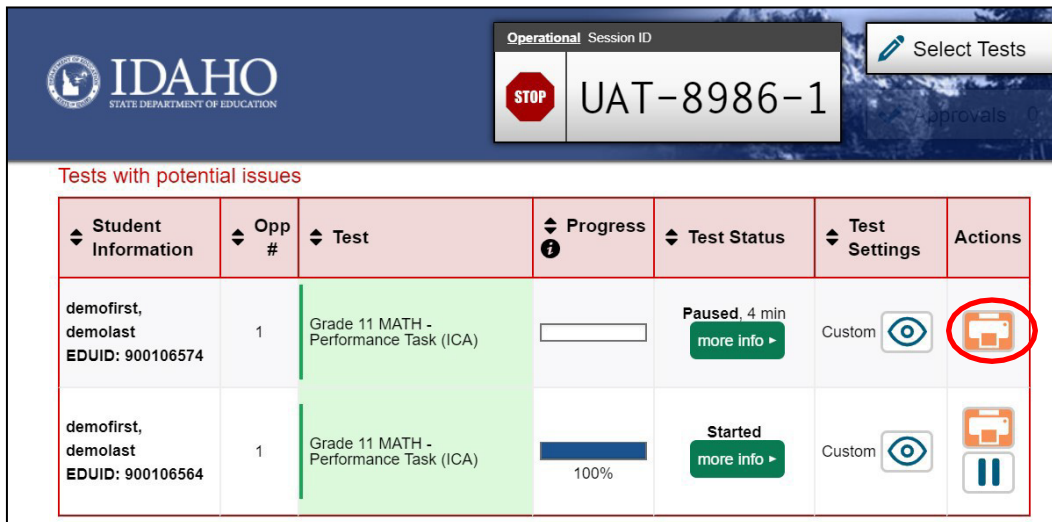 IDAHO
STATE DEPARTMENT OF EDUCATION
Operational Session ID
STOP
UAT-8986-1
Select Tests
Approvals 0
Tests with potential issues
Student Information
Opp #
Test
Progress
Test Status
Test Settings
Actions
demofirst,
demolast
EDUID: 900106574
1
Grade 11 MATH -
Performance Task (ICA)
Paused, 4 min
more info
Custom
demofirst,
demolast
EDUID: 900106564
1
Grade 11 MATH -
Performance Task (ICA)
100%
Started
more info
Custom